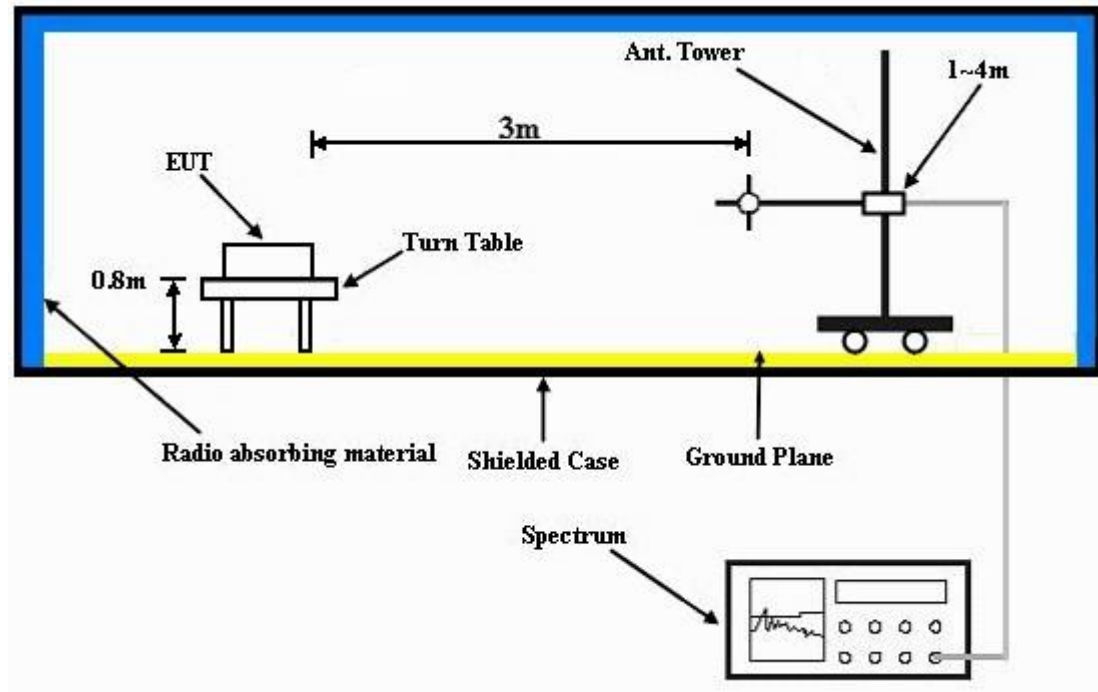 Ant. Tower
1~4m
3m
EUT
Turn Table
0.8m
Radio absorbing material
Shielded Case
Ground Plane
Spectrum